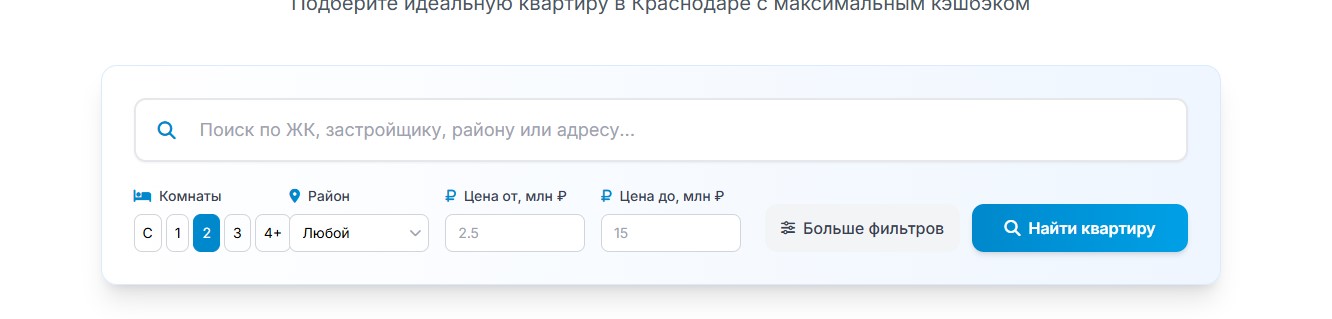 Подберите идеальную квартиру в Краснодаре с максимальным кэшбэком
Поиск по ЖК, застройщику, району или адресу...
Комнаты Район Цена от, млн ₽ Цена до, млн ₽
С 1 2 3 4+ Любой 2.5 15 Больше фильтров Найти квартиру